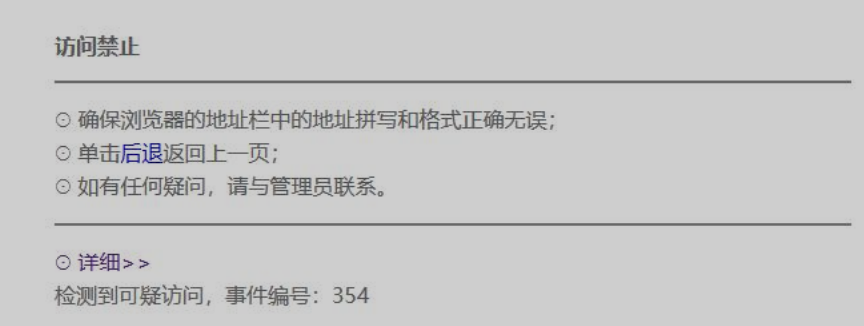 访问禁止
⊙ 确保浏览器的地址栏中的地址拼写和格式正确无误；
⊙ 单击后退返回上一页；
⊙ 如有任何疑问，请与管理员联系。
⊙ 详细>>
检测到可疑访问，事件编号：354